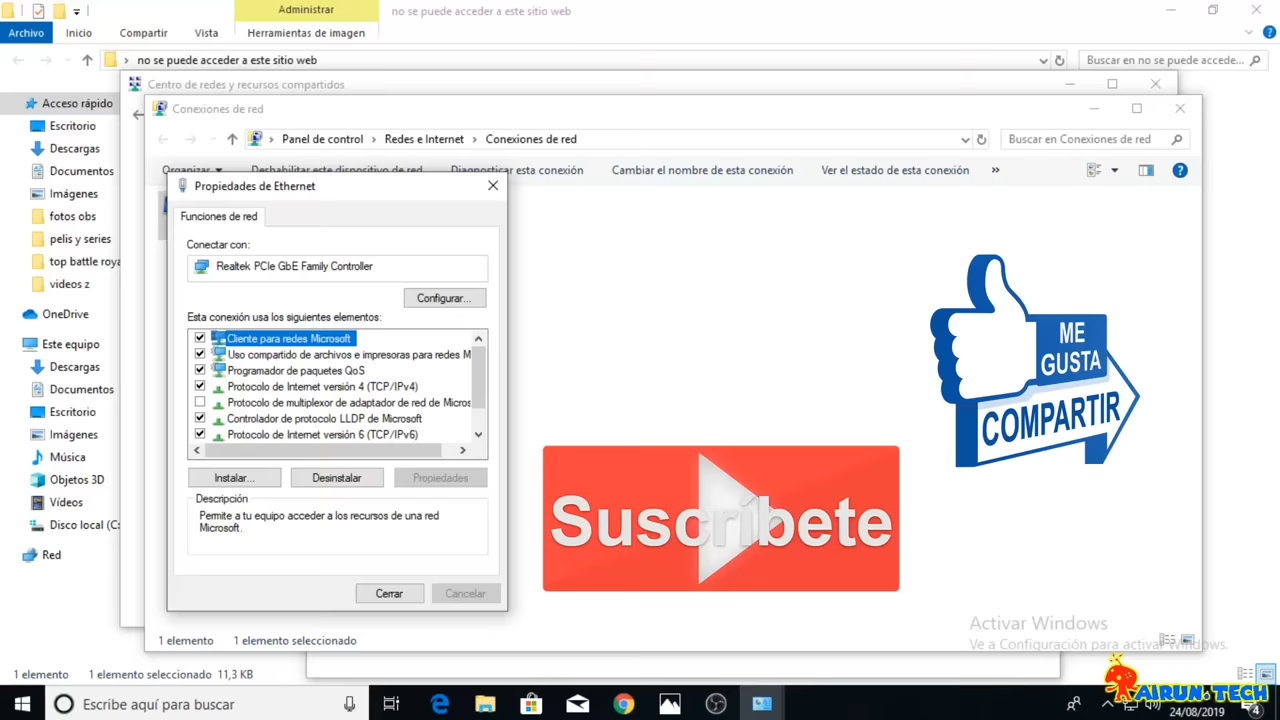 Administrar
no se puede acceder a este sitio web
Archivo
Inicio
Compartir
Vista
Herramientas de imagen
no se puede acceder a este sitio web
Buscar en no se puede accede...
Centro de redes y recursos compartidos
Conexiones de red
Panel de control
Redes e Internet
Conexiones de red
Buscar en Conexiones de red
Organizar
Deshabilitar este dispositivo de red
Diagnosticar esta conexión
Cambiar el nombre de esta conexión
Ver el estado de esta conexión
»
Acceso rápido
Escritorio
Descargas
Documentos
Imágenes
fotos obs
pelis y series
top battle roya
videos z
OneDrive
Este equipo
Descargas
Documentos
Escritorio
Imágenes
Música
Objetos 3D
Vídeos
Disco local (C:
Red
Propiedades de Ethernet
Funciones de red
Conectar con:
Realtek PCIe GbE Family Controller
Configurar...
Esta conexión usa los siguientes elementos:
Cliente para redes Microsoft
Uso compartido de archivos e impresoras para redes M
Programador de paquetes QoS
Protocolo de Internet versión 4 (TCP/IPv4)
Protocolo de multiplexor de adaptador de red de Micros
Controlador de protocolo LLDP de Microsoft
Protocolo de Internet versión 6 (TCP/IPv6)
Instalar...
Desinstalar
Propiedades
Descripción
Permite a tu equipo acceder a los recursos de una red
Microsoft.
Cerrar
Cancelar
ME
GUSTA
COMPARTIR
Suscríbete
Activar Windows
Ve a Configuración para activar Windows.
1 elemento
1 elemento seleccionado
1 elemento
1 elemento seleccionado 11,3 KB
Escribe aquí para buscar
AIRUN.TECH
24/08/2019
4